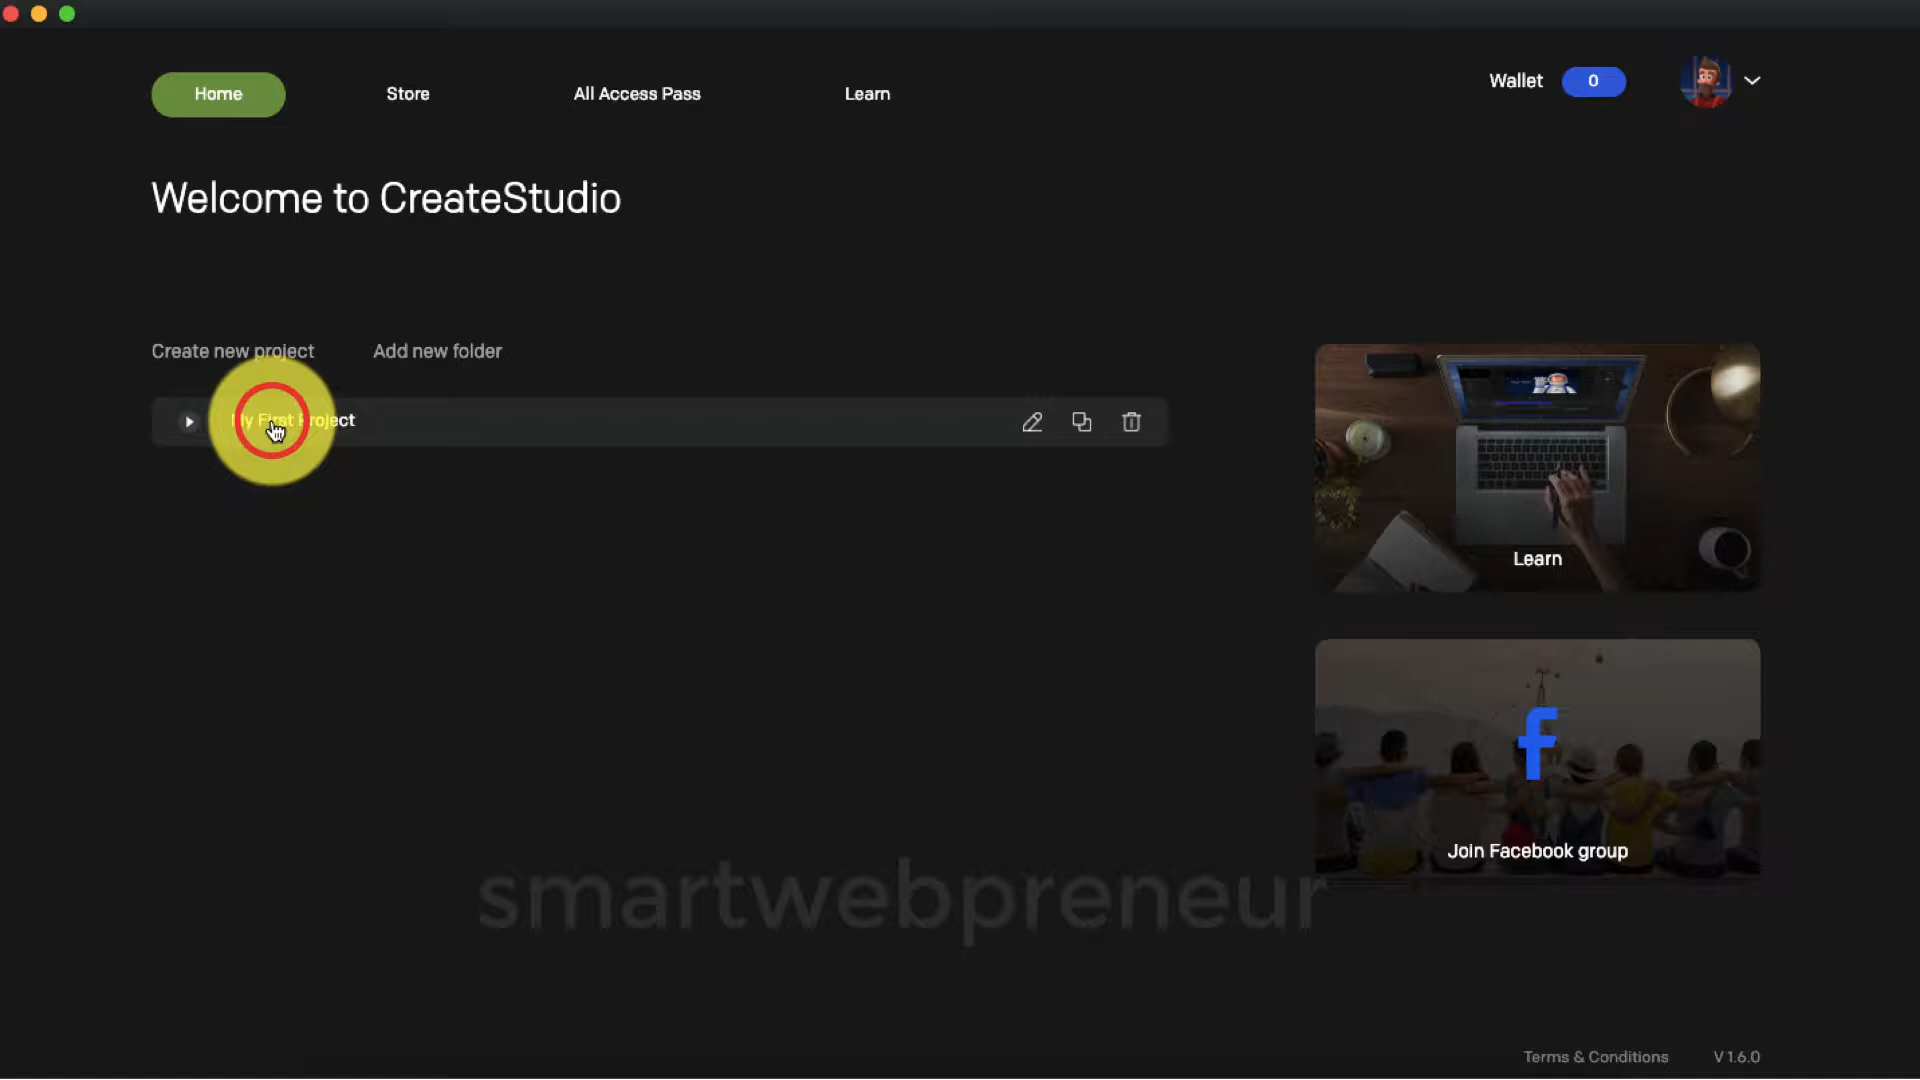 Home
Store
All Access Pass
Learn
Wallet
0
Welcome to CreateStudio
Create new project
Add new folder
My First Project
Learn
Join Facebook group
smartwebpreneur
Terms & Conditions
V 1.6.0